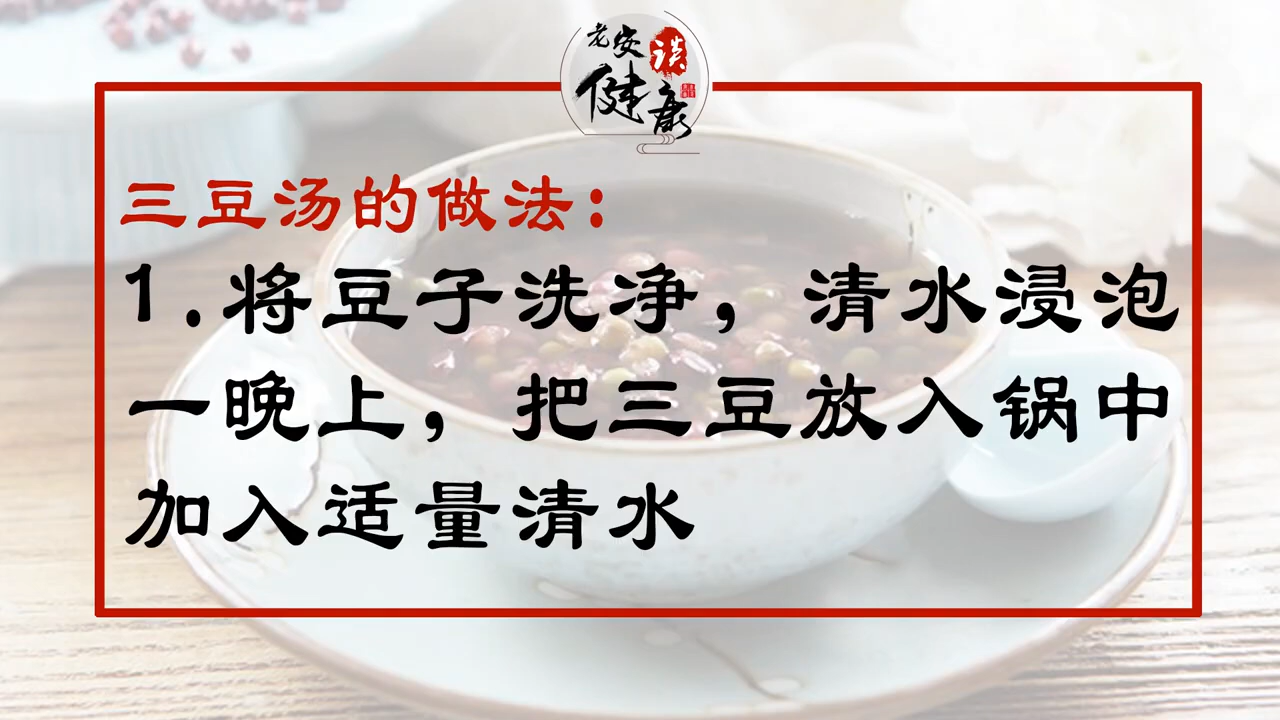 老安谈
健康
三豆汤的做法：
1.将豆子洗净，清水浸泡
一晚上，把三豆放入锅中
加入适量清水